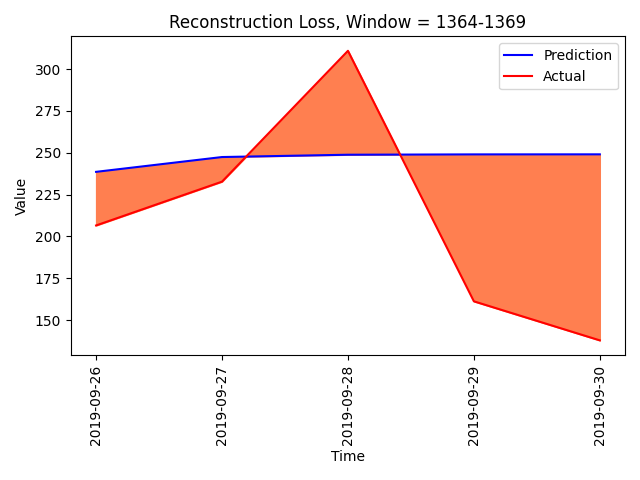 Reconstruction Loss, Window = 1364-1369
Prediction
Actual
Value
300
275
250
225
200
175
150
2019-09-26
2019-09-27
2019-09-28
2019-09-29
2019-09-30
Time